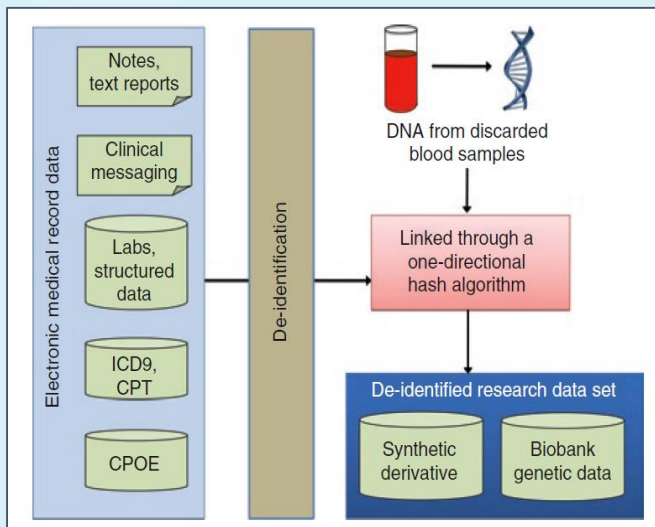 Electronic medical record data
Notes,
text reports
Clinical
messaging
Labs,
structured
data
ICD9,
CPT
CPOE
De-identification
DNA from discarded
blood samples
Linked through a
one-directional
hash algorithm
De-identified research data set
Synthetic
derivative
Biobank
genetic data